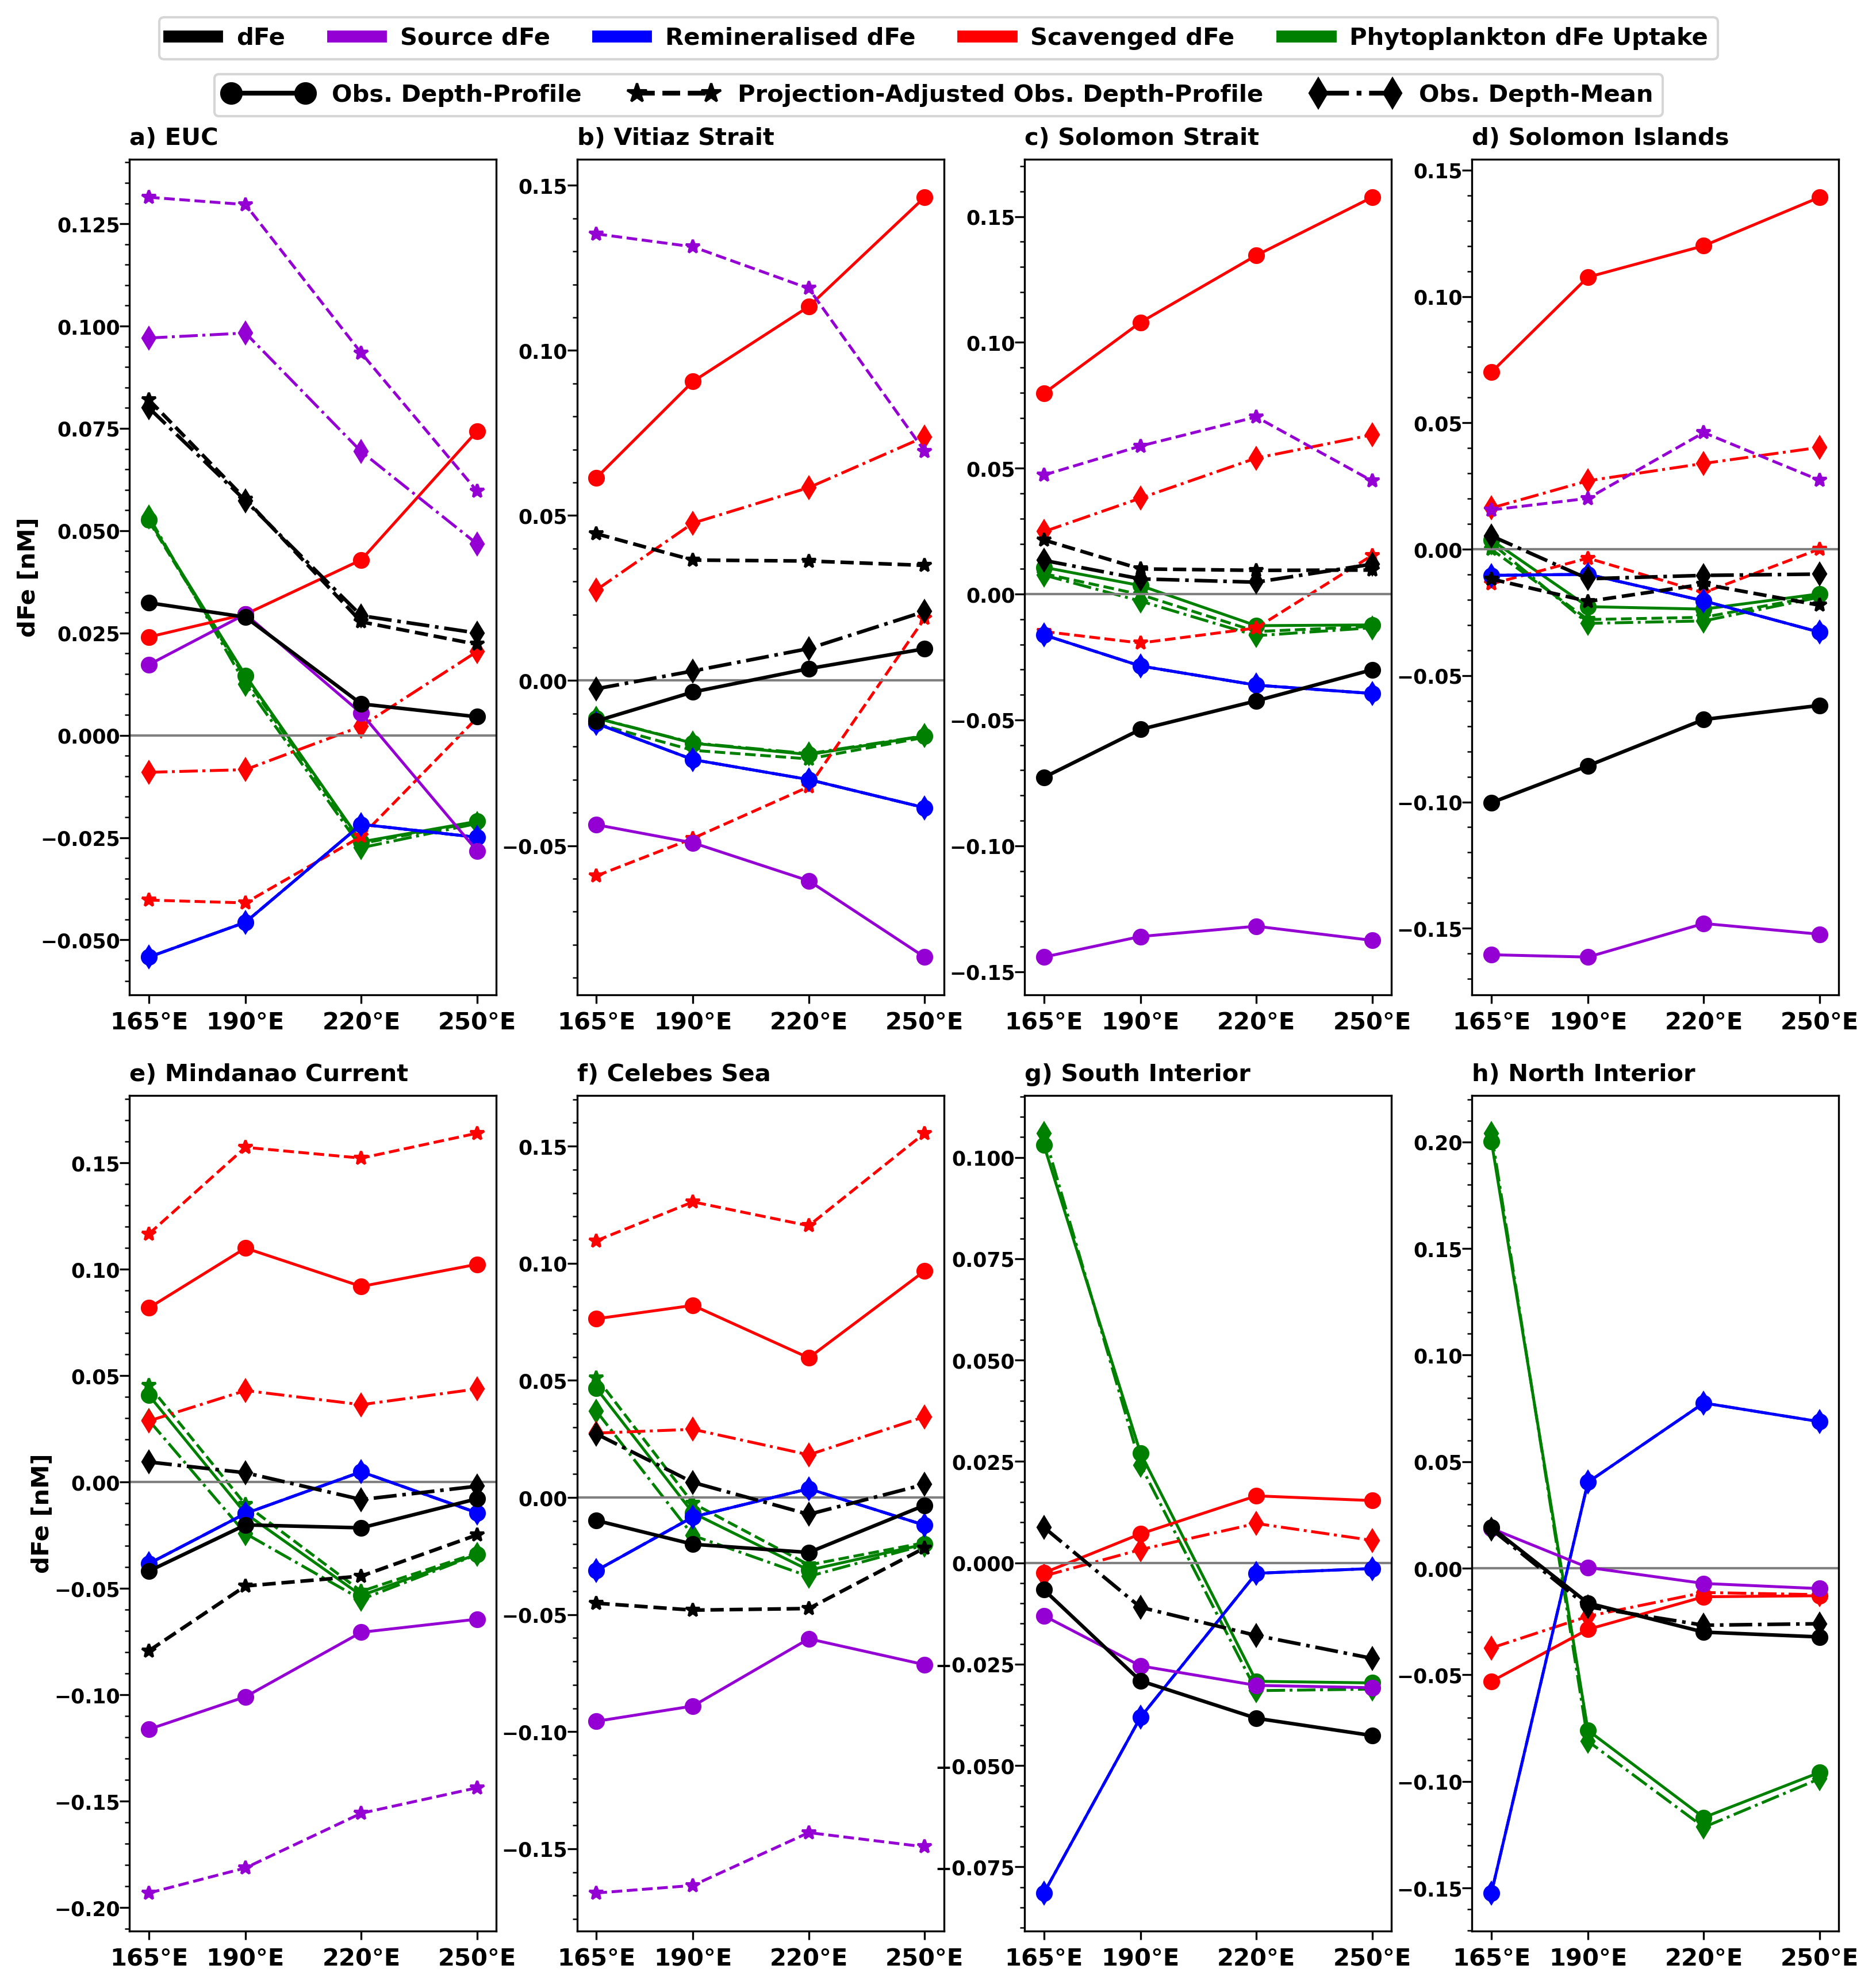 dFe Source dFe Remineralised dFe Scavenged dFe Phytoplankton dFe Uptake
Obs. Depth-Profile Projection-Adjusted Obs. Depth-Profile Obs. Depth-Mean
a) EUC
dFe [nM]
0.125
0.100
0.075
0.050
0.025
0.000
−0.025
−0.050
165°E 190°E 220°E 250°E
b) Vitiaz Strait
0.15
0.10
0.05
0.00
−0.05
165°E 190°E 220°E 250°E
c) Solomon Strait
0.15
0.10
0.05
0.00
−0.05
−0.10
−0.15
165°E 190°E 220°E 250°E
d) Solomon Islands
0.15
0.10
0.05
0.00
−0.05
−0.10
−0.15
165°E 190°E 220°E 250°E
e) Mindanao Current
dFe [nM]
0.15
0.10
0.05
0.00
−0.05
−0.10
−0.15
−0.20
165°E 190°E 220°E 250°E
f) Celebes Sea
0.15
0.10
0.05
0.00
−0.05
−0.10
−0.15
165°E 190°E 220°E 250°E
g) South Interior
0.100
0.075
0.050
0.025
0.000
−0.025
−0.050
−0.075
165°E 190°E 220°E 250°E
h) North Interior
0.20
0.15
0.10
0.05
0.00
−0.05
−0.10
−0.15
165°E 190°E 220°E 250°E